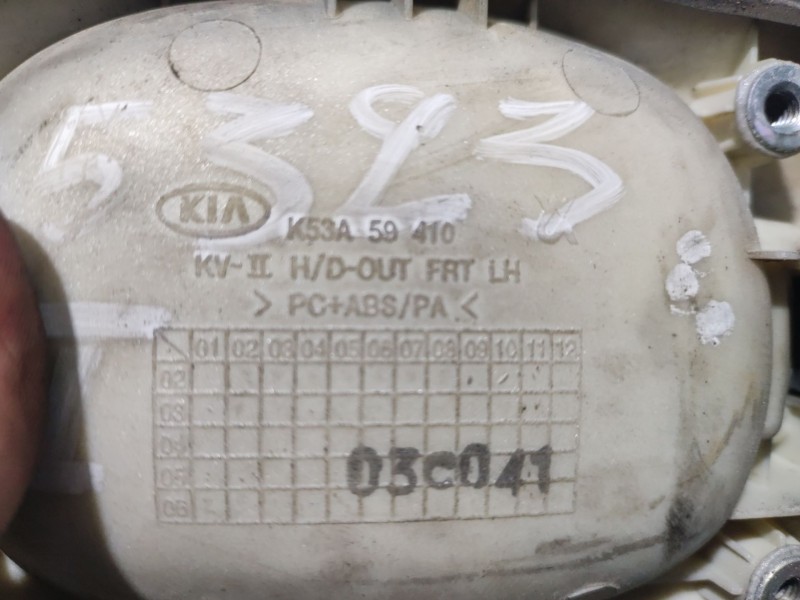 5323
KIA K53A 59 410
KV-II H/D-OUT FRT LH
> PC+ABS/PA <
01 02 03 04 05 06 07 08 09 10 11 12
02
03
04
05
06
03C041